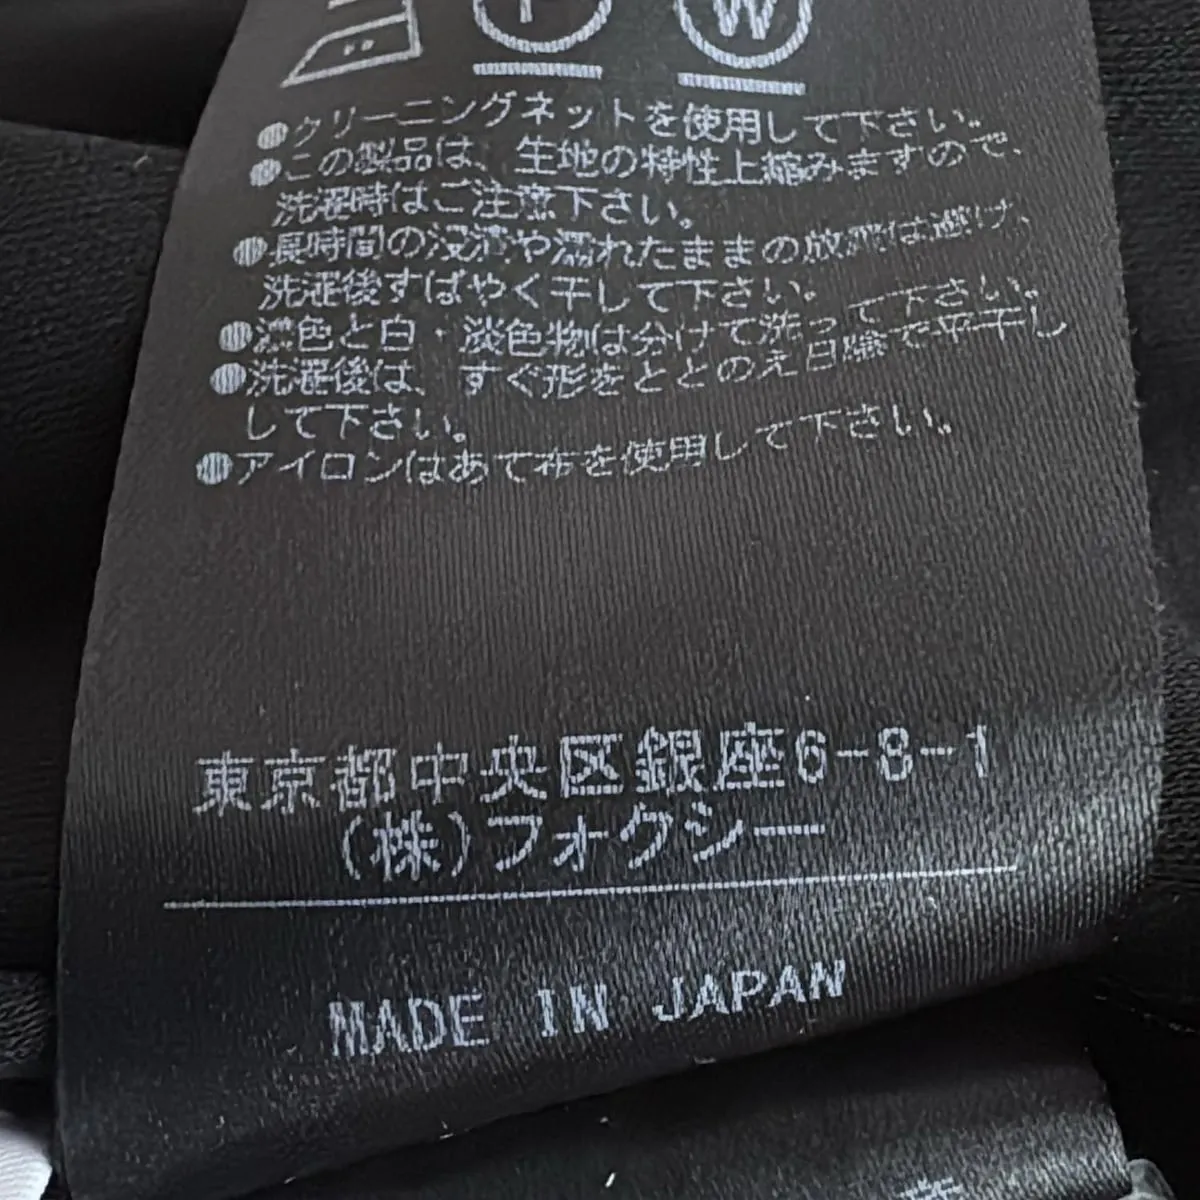 W
●クリーニングネットを使用して下さい。
●この製品は、生地の特性上縮みますので、
洗濯時はご注意下さい。
●長時間の浸漬や濡れたままの放置は避け、
洗濯後すばやく干して下さい。
●濃色と白・淡色物は分けて洗って下さい。
●洗濯後は、すぐ形をととのえ日陰で平干し
して下さい。
●アイロンはあて布を使用して下さい。
東京都中央区銀座6-8-1
(株)フォクシー
MADE IN JAPAN